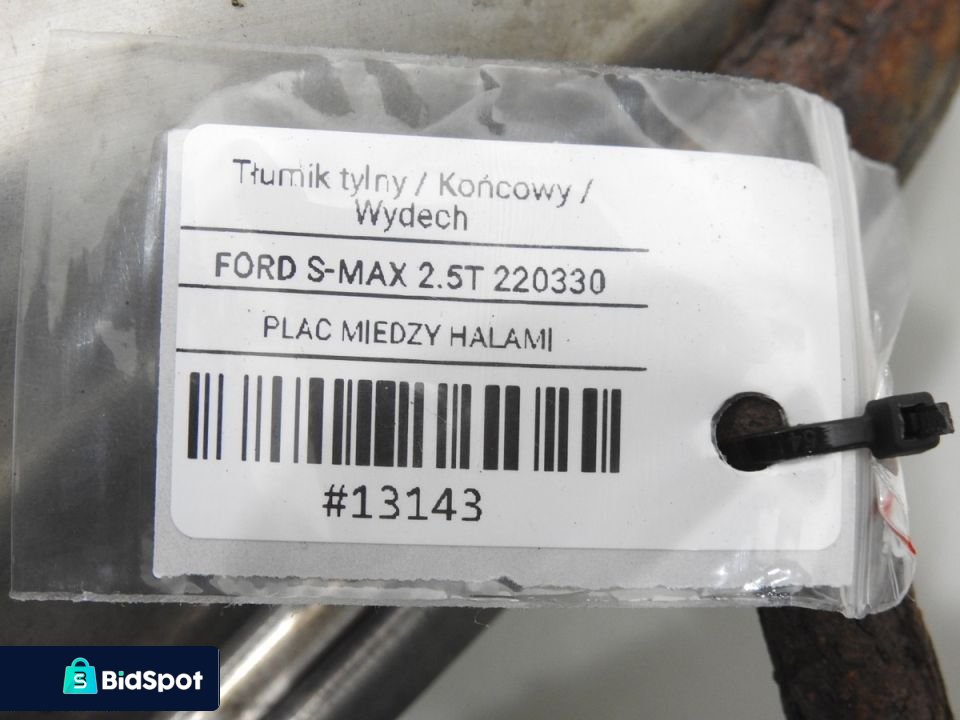 Tłumik tylny / Końcowy /
Wydech
FORD S-MAX 2.5T 220330
PLAC MIEDZY HALAMI
#13143
S BidSpot